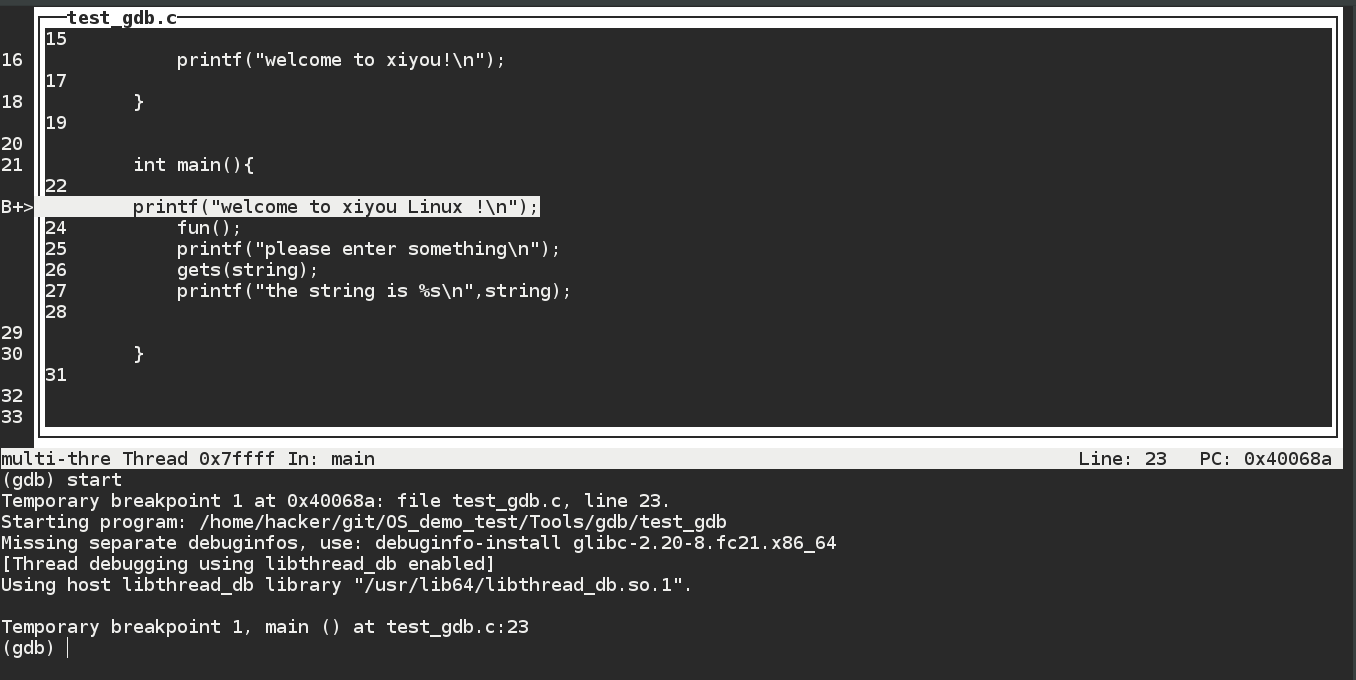 test_gdb.c
15
16 printf("welcome to xiyou!\n");
17
18 }
19
20
21 int main(){
22
B+> printf("welcome to xiyou Linux !\n");
24 fun();
25 printf("please enter something\n");
26 gets(string);
27 printf("the string is %s\n",string);
28
29
30 }
31
32
33
multi-thre Thread 0x7ffff In: main Line: 23 PC: 0x40068a
(gdb) start
Temporary breakpoint 1 at 0x40068a: file test_gdb.c, line 23.
Starting program: /home/hacker/git/OS_demo_test/Tools/gdb/test_gdb
Missing separate debuginfos, use: debuginfo-install glibc-2.20-8.fc21.x86_64
[Thread debugging using libthread_db enabled]
Using host libthread_db library "/usr/lib64/libthread_db.so.1".
Temporary breakpoint 1, main () at test_gdb.c:23
(gdb)